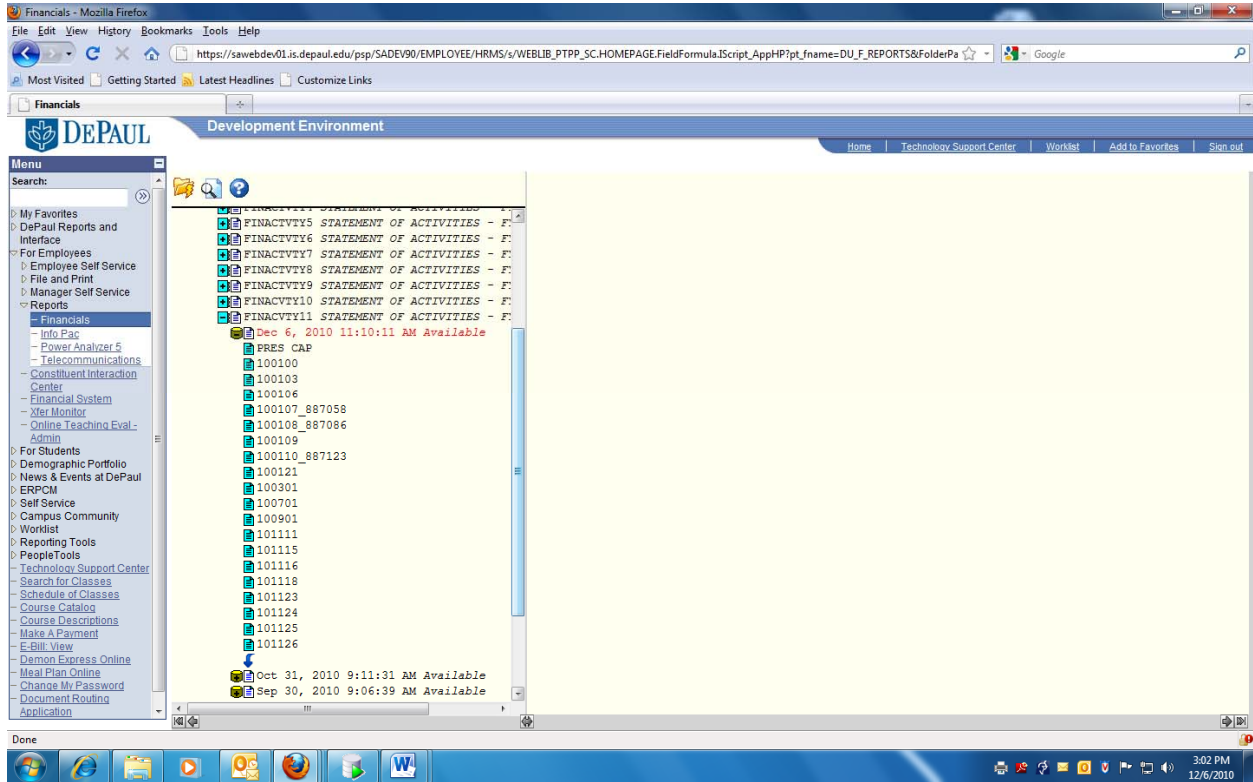 Financials - Mozilla Firefox
File Edit View History Bookmarks Tools Help
https://sawebdev01.is.depaul.edu/psp/SADEV90/EMPLOYEE/HRMS/s/WEBLIB_PTPP_SC.HOMEPAGE.FieldFormula.IScript_AppHP?pt_fname=DU_F_REPORTS&FolderPa
Google
Most Visited Getting Started Latest Headlines Customize Links
Financials
DEPAUL
Development Environment
Home | Technology Support Center | Worklist | Add to Favorites | Sign out
Menu
Search:
My Favorites
DePaul Reports and
Interface
For Employees
Employee Self Service
File and Print
Manager Self Service
Reports
– Financials
– Info Pac
– Power Analyzer 5
– Telecommunications
– Constituent Interaction
Center
– Financial System
– Xfer Monitor
– Online Teaching Eval -
Admin
For Students
Demographic Portfolio
News & Events at DePaul
ERPCM
Self Service
Campus Community
Worklist
Reporting Tools
PeopleTools
– Technology Support Center
– Search for Classes
– Schedule of Classes
– Course Catalog
– Course Descriptions
– Make A Payment
– E-Bill: View
– Demon Express Online
– Meal Plan Online
– Change My Password
– Document Routing
Application
FINACTVTY5 STATEMENT OF ACTIVITIES -
FINACTVTY6 STATEMENT OF ACTIVITIES -
FINACTVTY7 STATEMENT OF ACTIVITIES -
FINACTVTY8 STATEMENT OF ACTIVITIES -
FINACTVTY9 STATEMENT OF ACTIVITIES -
FINACVTY10 STATEMENT OF ACTIVITIES -
FINACVTY11 STATEMENT OF ACTIVITIES -
Dec 6, 2010 11:10:11 AM Available
PRES CAP
100100
100103
100106
100107_887058
100108_887086
100109
100110_887123
100121
100301
100701
100901
101111
101115
101116
101118
101123
101124
101125
101126
Oct 31, 2010 9:11:31 AM Available
Sep 30, 2010 9:06:39 AM Available
Done
3:02 PM
12/6/2010